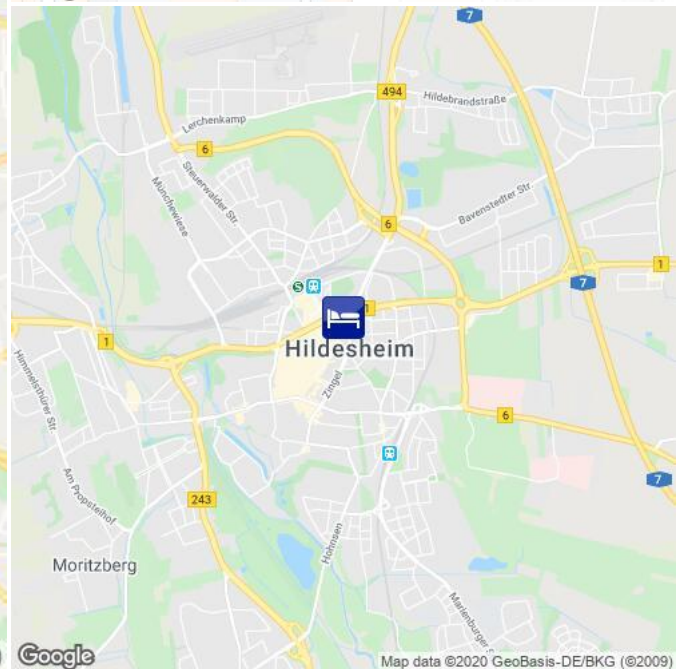 7
494
Hildebrandstraße
Lerchenkamp
6
Steuerwalder Str.
Münchewiese
Bavenstedter Str.
6
1
7
S
1
1
Hildesheim
Himmelsthürer Str.
Zingel
6
7
Am Propsteihof
243
Hohnsen
Moritzberg
Marienburger S
Google
Map data ©2020 GeoBasis-DE/BKG (©2009)